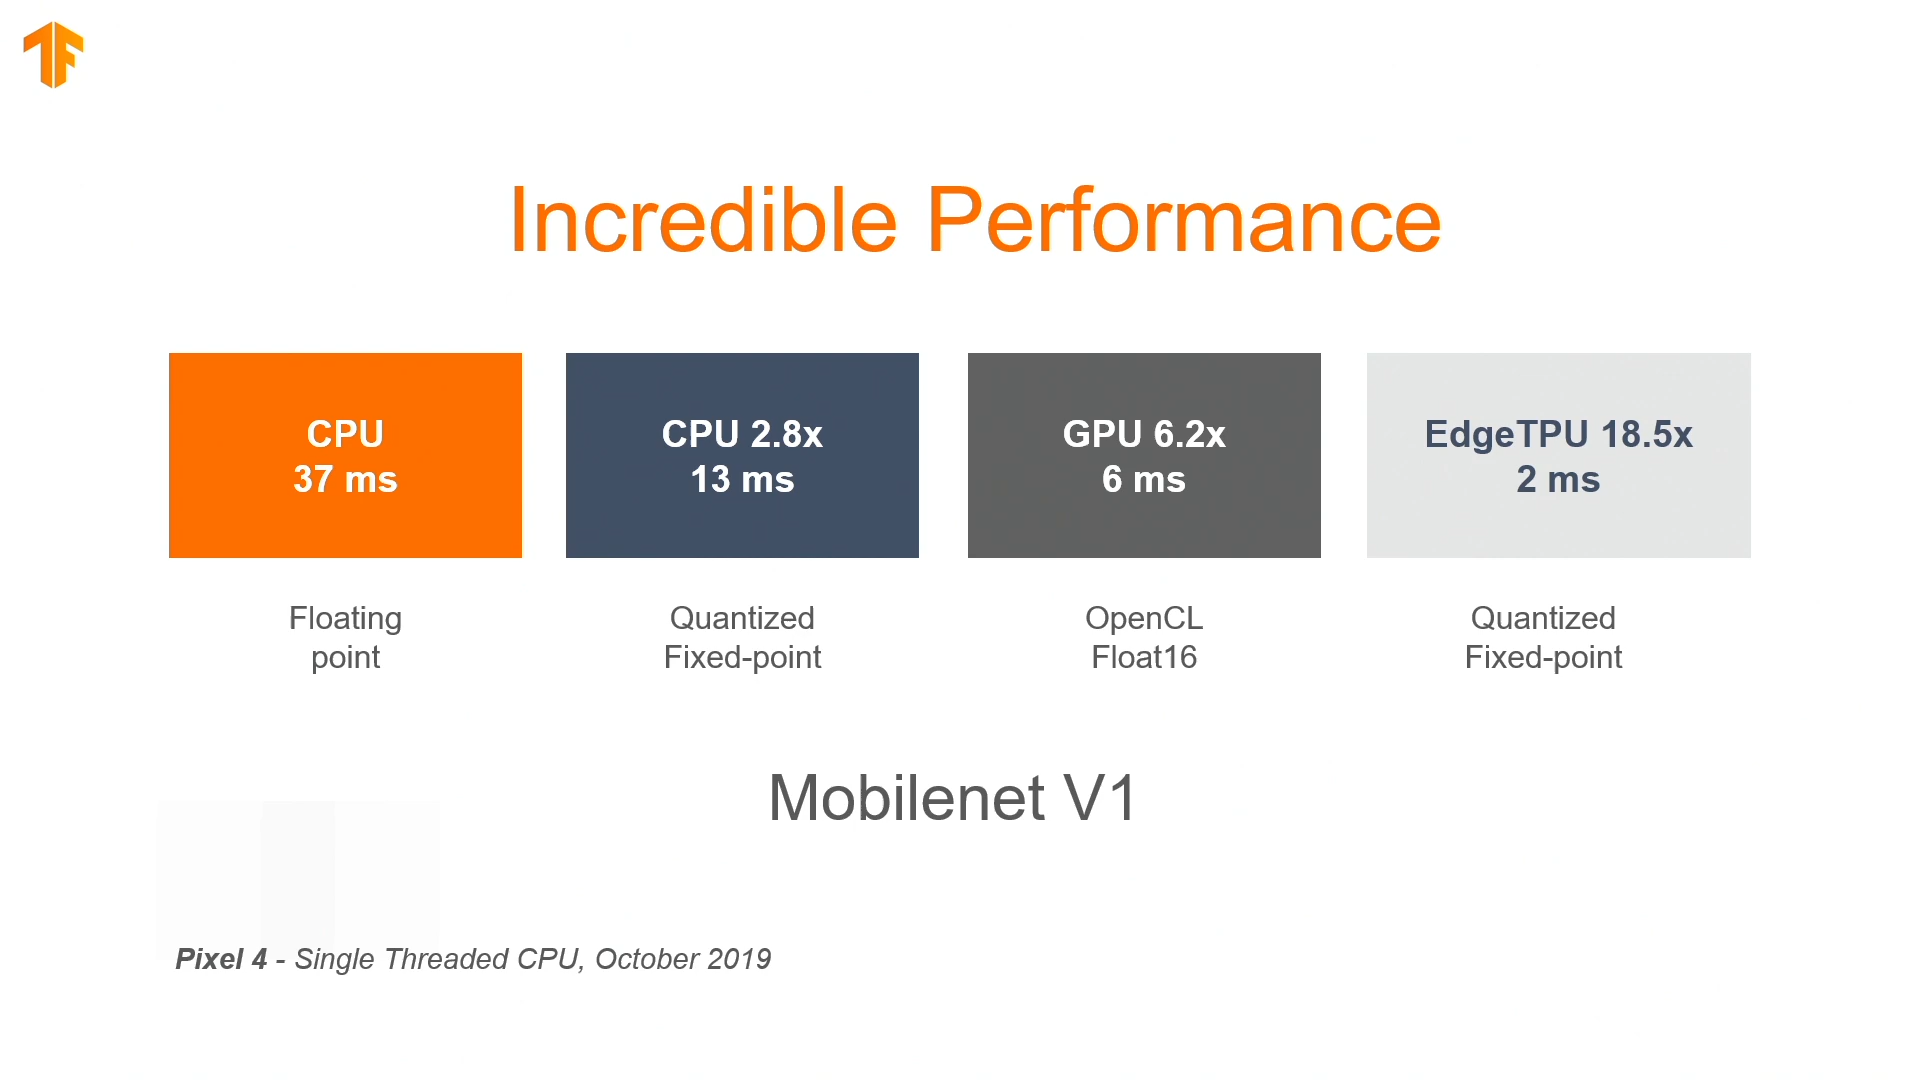 Incredible Performance
CPU
37 ms
CPU 2.8x
13 ms
GPU 6.2x
6 ms
EdgeTPU 18.5x
2 ms
Floating
point
Quantized
Fixed-point
OpenCL
Float16
Quantized
Fixed-point
Mobilenet V1
Pixel 4 - Single Threaded CPU, October 2019